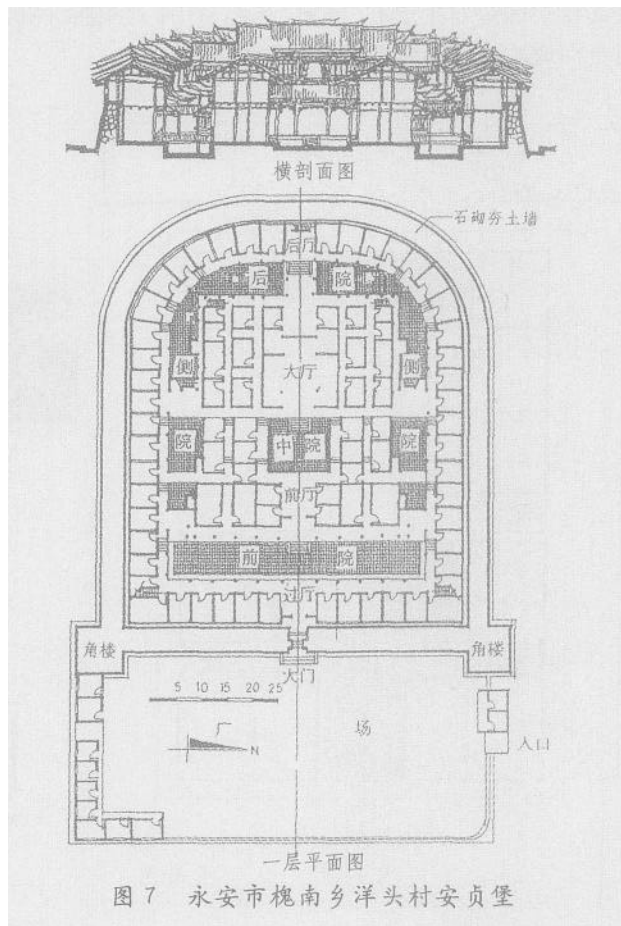 横剖面图
石砌夯土墙
后厅
后 院
侧 侧
大厅
院 中院 院
前厅
前 院
过厅
角楼 角楼
大门
5 10 15 20 25
广 场
N
入口
一层平面图
图 7 永安市槐南乡洋头村安贞堡